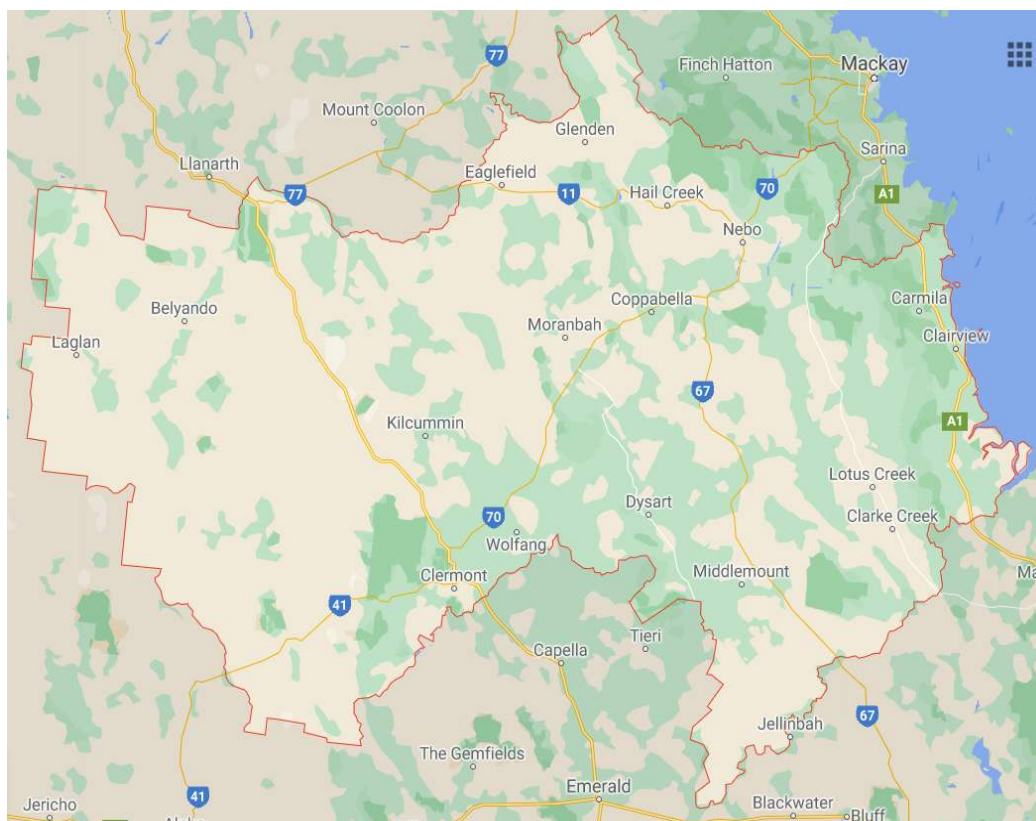 77
Finch Hatton
Mackay
Mount Coolon
Glenden
Sarina
Llanarth
77
Eaglefield
11
Hail Creek
70
A1
Nebo
Belyando
Coppabella
Carmila
Moranbah
Clairview
Laglan
67
A1
Kilcummin
Lotus Creek
70
Dysart
Clarke Creek
Wolfang
Clermont
Middlemount
41
Tieri
Capella
67
Jellinbah
The Gemfields
Emerald
41
Jericho
Blackwater
Bluff